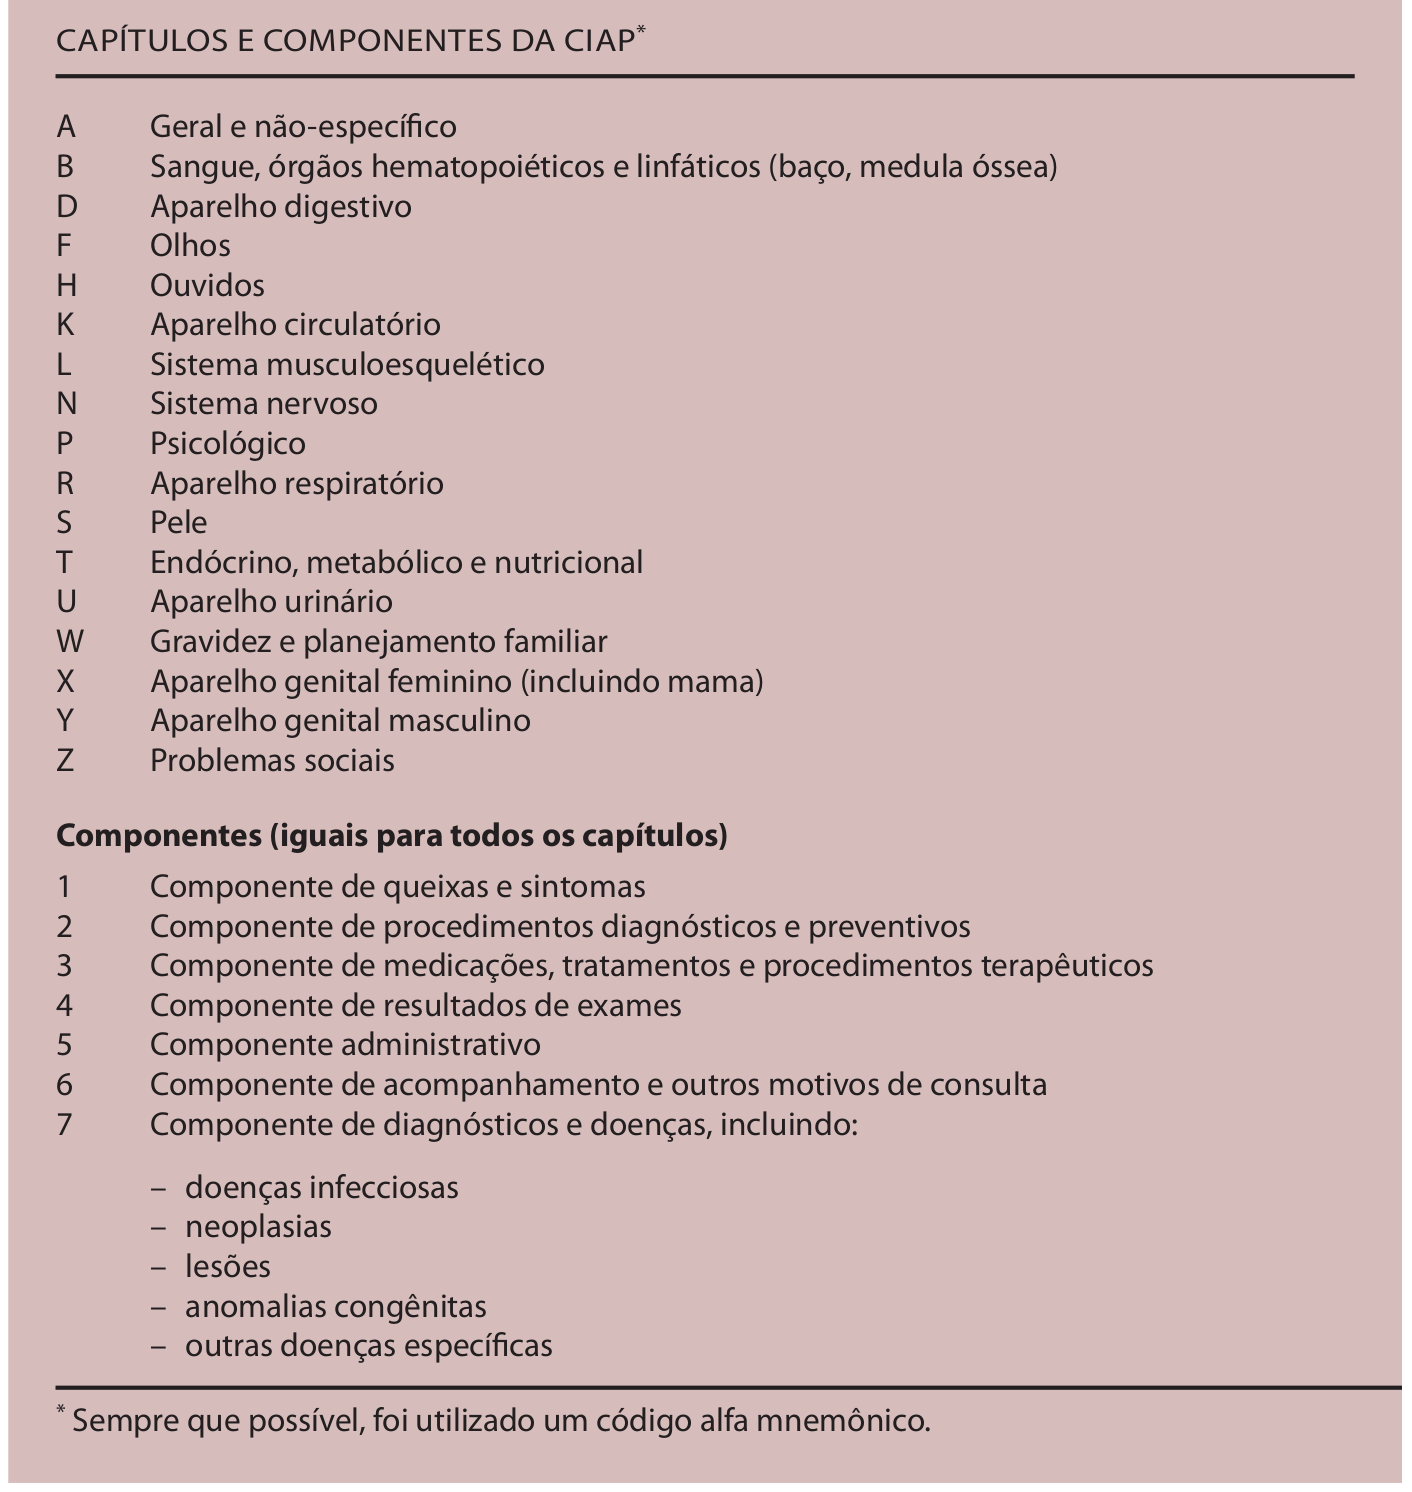 CAPÍTULOS E COMPONENTES DA CIAP*
A Geral e não-específico
B Sangue, órgãos hematopoiéticos e linfáticos (baço, medula óssea)
D Aparelho digestivo
F Olhos
H Ouvidos
K Aparelho circulatório
L Sistema musculoesquelético
N Sistema nervoso
P Psicológico
R Aparelho respiratório
S Pele
T Endócrino, metabólico e nutricional
U Aparelho urinário
W Gravidez e planejamento familiar
X Aparelho genital feminino (incluindo mama)
Y Aparelho genital masculino
Z Problemas sociais
Componentes (iguais para todos os capítulos)
1 Componente de queixas e sintomas
2 Componente de procedimentos diagnósticos e preventivos
3 Componente de medicações, tratamentos e procedimentos terapêuticos
4 Componente de resultados de exames
5 Componente administrativo
6 Componente de acompanhamento e outros motivos de consulta
7 Componente de diagnósticos e doenças, incluindo:
– doenças infecciosas
– neoplasias
– lesões
– anomalias congênitas
– outras doenças específicas
* Sempre que possível, foi utilizado um código alfa mnemônico.